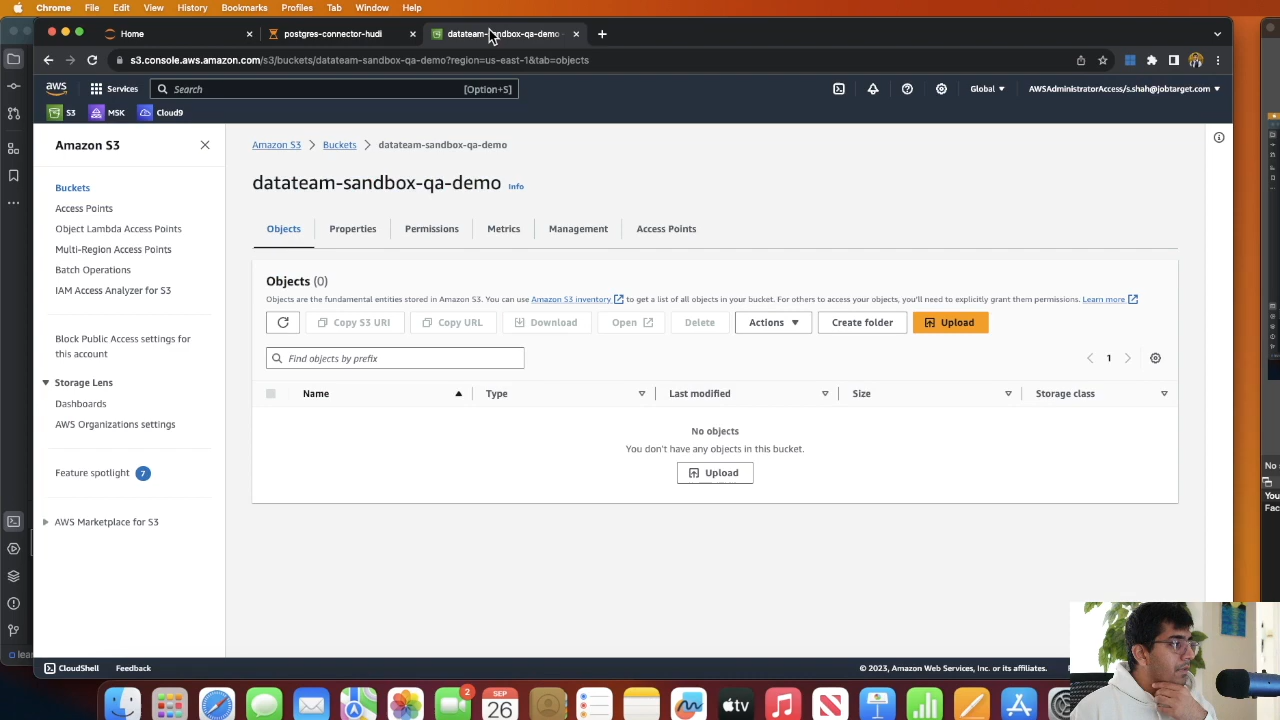 Chrome File Edit View History Bookmarks Profiles Tab Window Help
Home
postgres-connector-hudi
datateam-sandbox-qa-demo
s3.console.aws.amazon.com/s3/buckets/datateam-sandbox-qa-demo?region=us-east-1&tab=objects
aws Services Search [Option+S] Global AWSAdministratorAccess/s.shah@jobtarget.com
S3 MSK Cloud9
Amazon S3
Buckets
Access Points
Object Lambda Access Points
Multi-Region Access Points
Batch Operations
IAM Access Analyzer for S3
Block Public Access settings for
this account
Storage Lens
Dashboards
AWS Organizations settings
Feature spotlight 7
AWS Marketplace for S3
Amazon S3 > Buckets > datateam-sandbox-qa-demo
datateam-sandbox-qa-demo Info
Objects Properties Permissions Metrics Management Access Points
Objects (0)
Objects are the fundamental entities stored in Amazon S3. You can use Amazon S3 inventory to get a list of all objects in your bucket. For others to access your objects, you'll need to explicitly grant them permissions. Learn more
Copy S3 URI Copy URL Download Open Delete Actions Create folder Upload
Find objects by prefix
1
Name Type Last modified Size Storage class
No objects
You don't have any objects in this bucket.
Upload
No
You
Fac
CloudShell Feedback © 2023, Amazon Web Services, Inc. or its affiliates.
2
SEP
26
tv